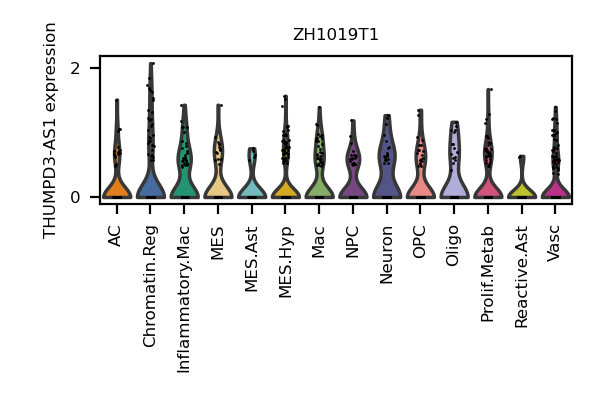 ZH1019T1
THUMPD3-AS1 expression
2
0
AC
Chromatin.Reg
Inflammatory.Mac
MES
MES.Ast
MES.Hyp
Mac
NPC
Neuron
OPC
Oligo
Prolif.Metab
Reactive.Ast
Vasc